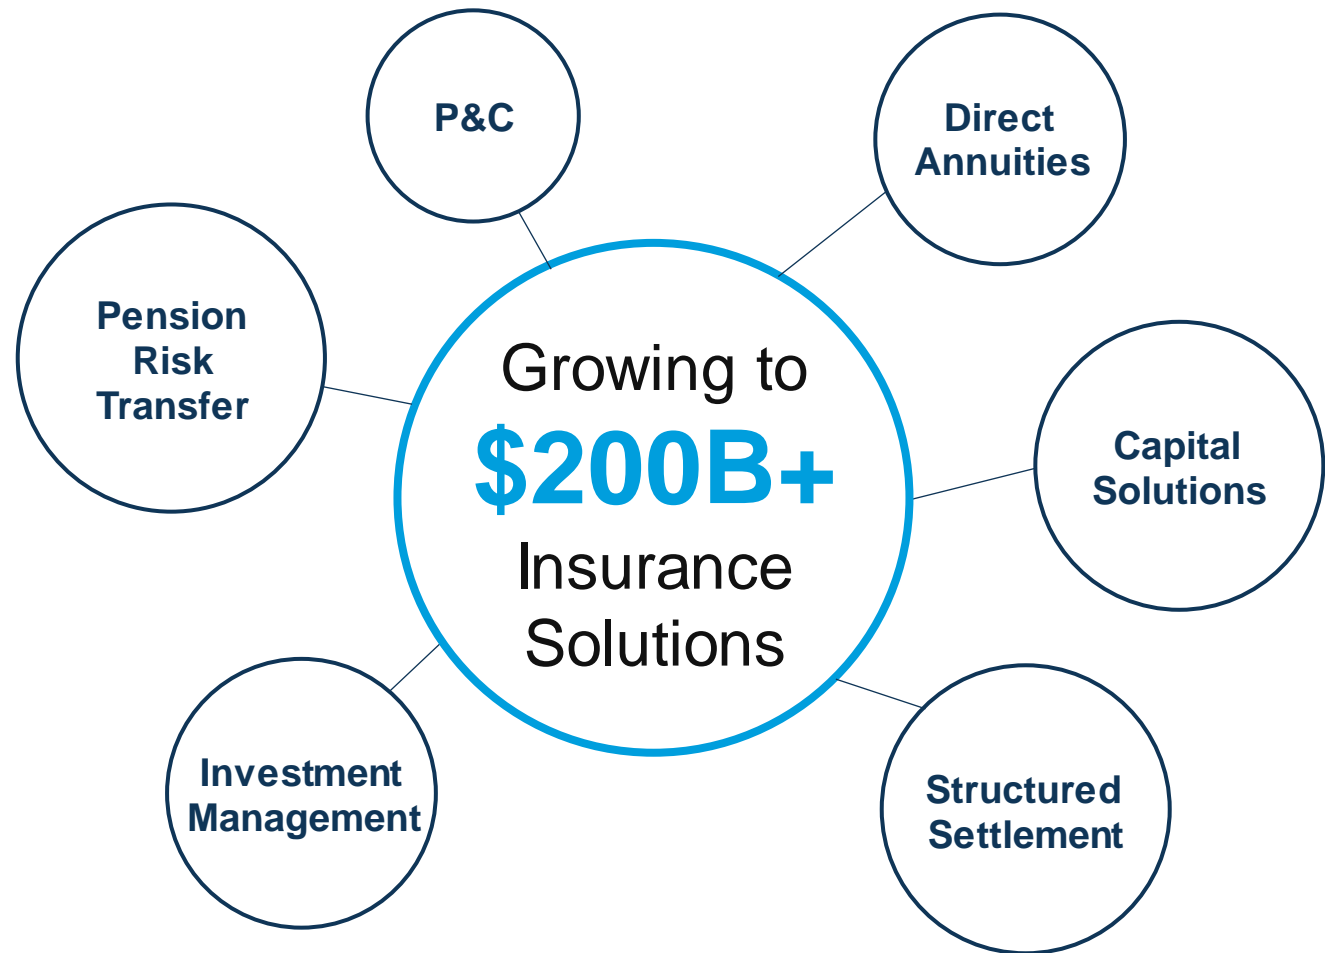 P&C
Direct
Annuities
Pension
Risk
Transfer
Growing to
$200B+
Insurance
Solutions
Capital
Solutions
Investment
Management
Structured
Settlement